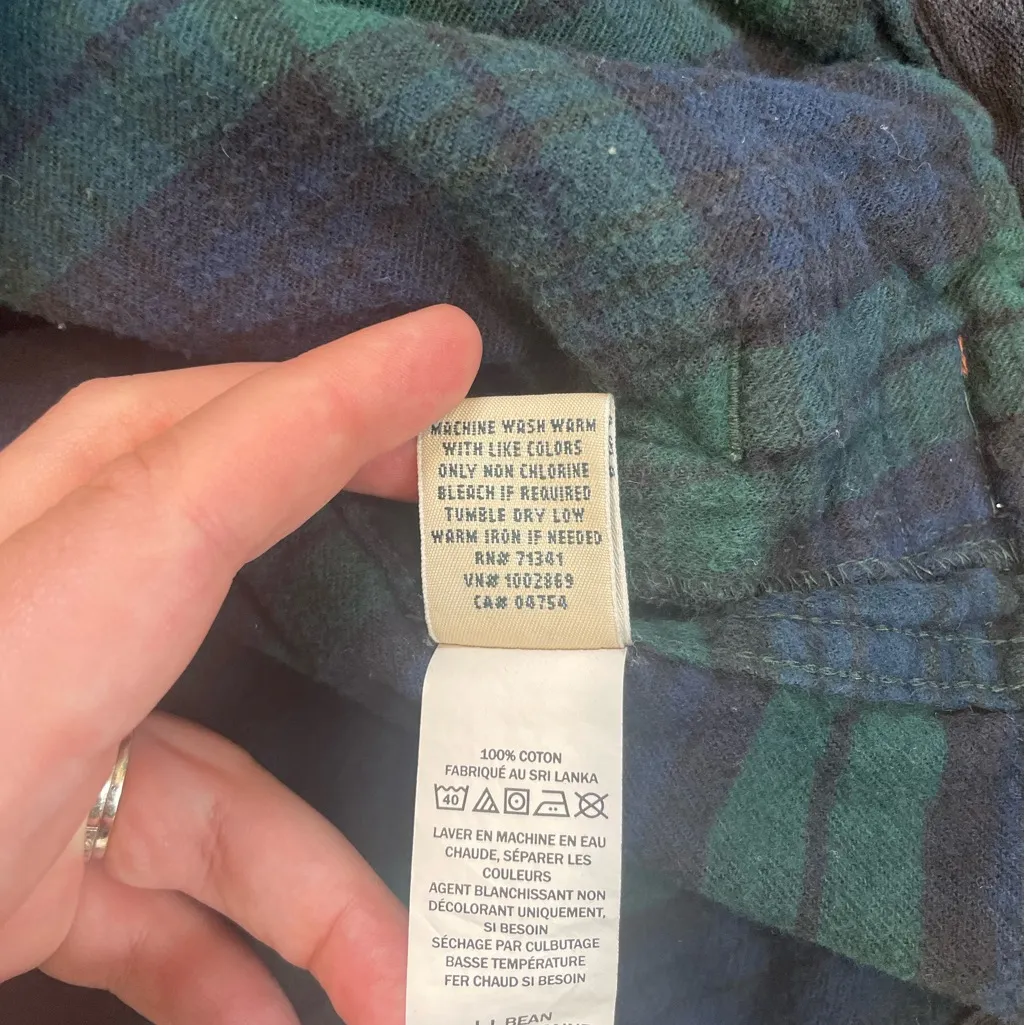 MACHINE WASH WARM
WITH LIKE COLORS
ONLY NON CHLORINE
BLEACH IF REQUIRED
TUMBLE DRY LOW
WARM IRON IF NEEDED
RN# 71341
VN# 1002869
CA# 04754
100% COTON
FABRIQUÉ AU SRI LANKA
40
LAVER EN MACHINE EN EAU
CHAUDE, SÉPARER LES
COULEURS
AGENT BLANCHISSANT NON
DÉCOLORANT UNIQUEMENT,
SI BESOIN
SÉCHAGE PAR CULBUTAGE
BASSE TEMPÉRATURE
FER CHAUD SI BESOIN
L.L.BEAN